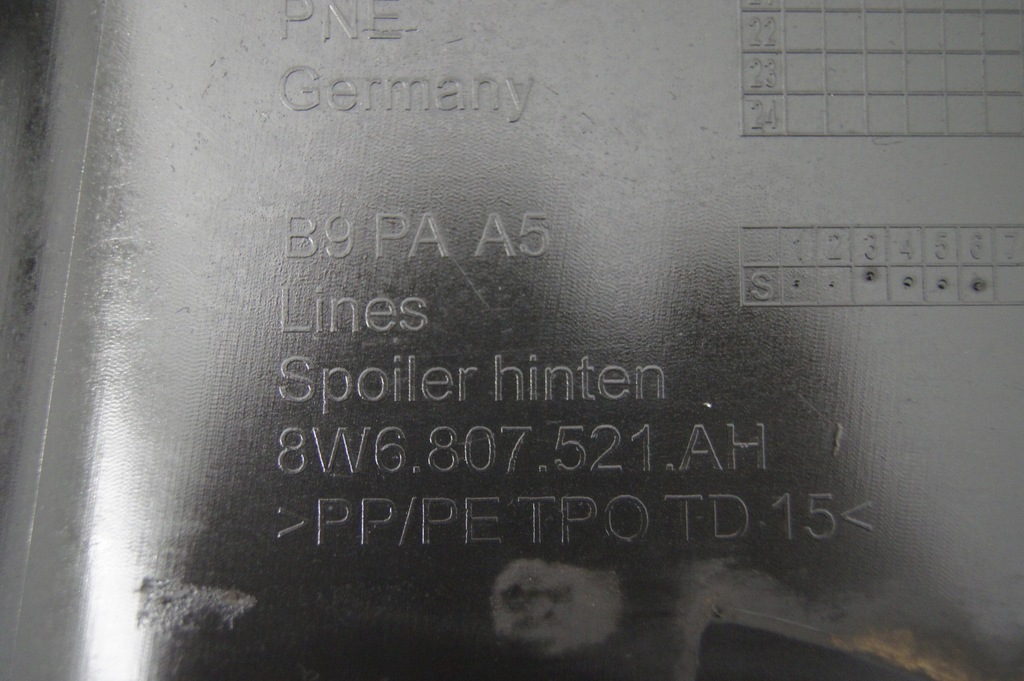 PNE
Germany
22
23
24
B9 PA A5
1 2 3 4 5 6 7
S
Lines
Spoiler hinten
8W6.807.521.AH
>PP/PE TPO TD 15<